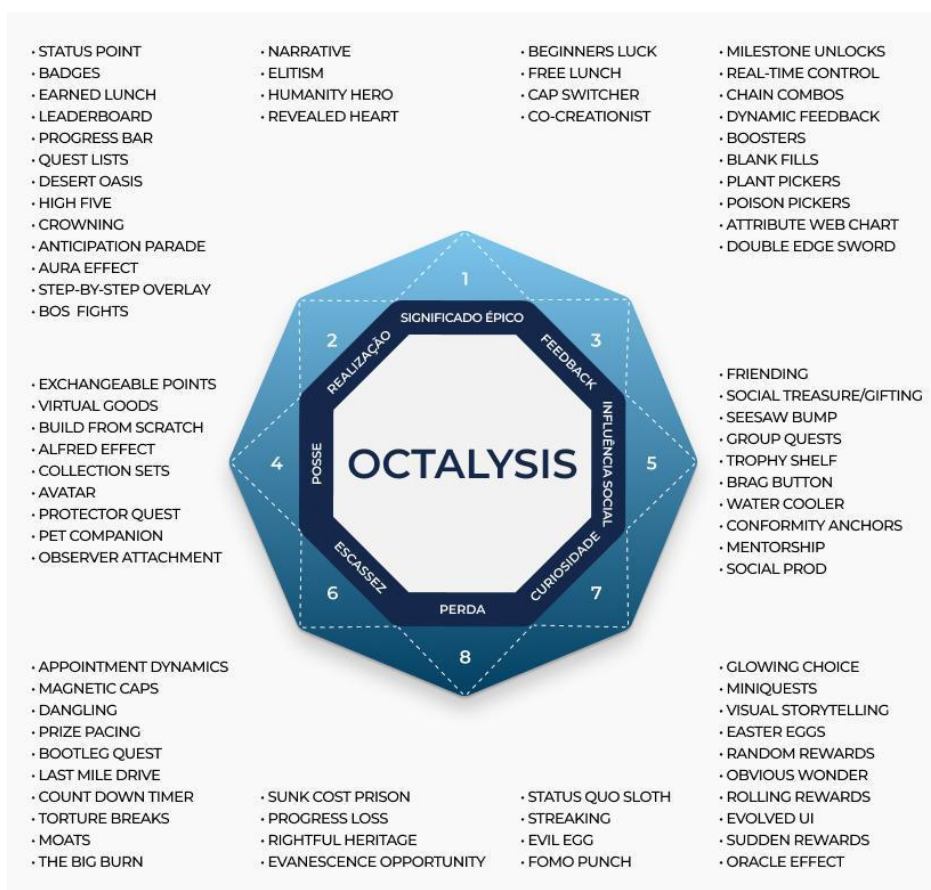 · STATUS POINT
· BADGES
· EARNED LUNCH
· LEADERBOARD
· PROGRESS BAR
· QUEST LISTS
· DESERT OASIS
· HIGH FIVE
· CROWNING
· ANTICIPATION PARADE
· AURA EFFECT
· STEP-BY-STEP OVERLAY
· BOS FIGHTS
· NARRATIVE
· ELITISM
· HUMANITY HERO
· REVEALED HEART
· BEGINNERS LUCK
· FREE LUNCH
· CAP SWITCHER
· CO-CREATIONIST
· MILESTONE UNLOCKS
· REAL-TIME CONTROL
· CHAIN COMBOS
· DYNAMIC FEEDBACK
· BOOSTERS
· BLANK FILLS
· PLANT PICKERS
· POISON PICKERS
· ATTRIBUTE WEB CHART
· DOUBLE EDGE SWORD
1
SIGNIFICADO ÉPICO
2
REALIZAÇÃO
3
FEEDBACK
4
POSSE
OCTALYSIS
INFLUÊNCIA SOCIAL
5
6
ESCASSEZ
CURIOSIDADE
7
PERDA
8
· EXCHANGEABLE POINTS
· VIRTUAL GOODS
· BUILD FROM SCRATCH
· ALFRED EFFECT
· COLLECTION SETS
· AVATAR
· PROTECTOR QUEST
· PET COMPANION
· OBSERVER ATTACHMENT
· FRIENDING
· SOCIAL TREASURE/GIFTING
· SEESAW BUMP
· GROUP QUESTS
· TROPHY SHELF
· BRAG BUTTON
· WATER COOLER
· CONFORMITY ANCHORS
· MENTORSHIP
· SOCIAL PROD
· APPOINTMENT DYNAMICS
· MAGNETIC CAPS
· DANGLING
· PRIZE PACING
· BOOTLEG QUEST
· LAST MILE DRIVE
· COUNT DOWN TIMER
· TORTURE BREAKS
· MOATS
· THE BIG BURN
· SUNK COST PRISON
· PROGRESS LOSS
· RIGHTFUL HERITAGE
· EVANESCENCE OPPORTUNITY
· STATUS QUO SLOTH
· STREAKING
· EVIL EGG
· FOMO PUNCH
· GLOWING CHOICE
· MINIQUESTS
· VISUAL STORYTELLING
· EASTER EGGS
· RANDOM REWARDS
· OBVIOUS WONDER
· ROLLING REWARDS
· EVOLVED UI
· SUDDEN REWARDS
· ORACLE EFFECT